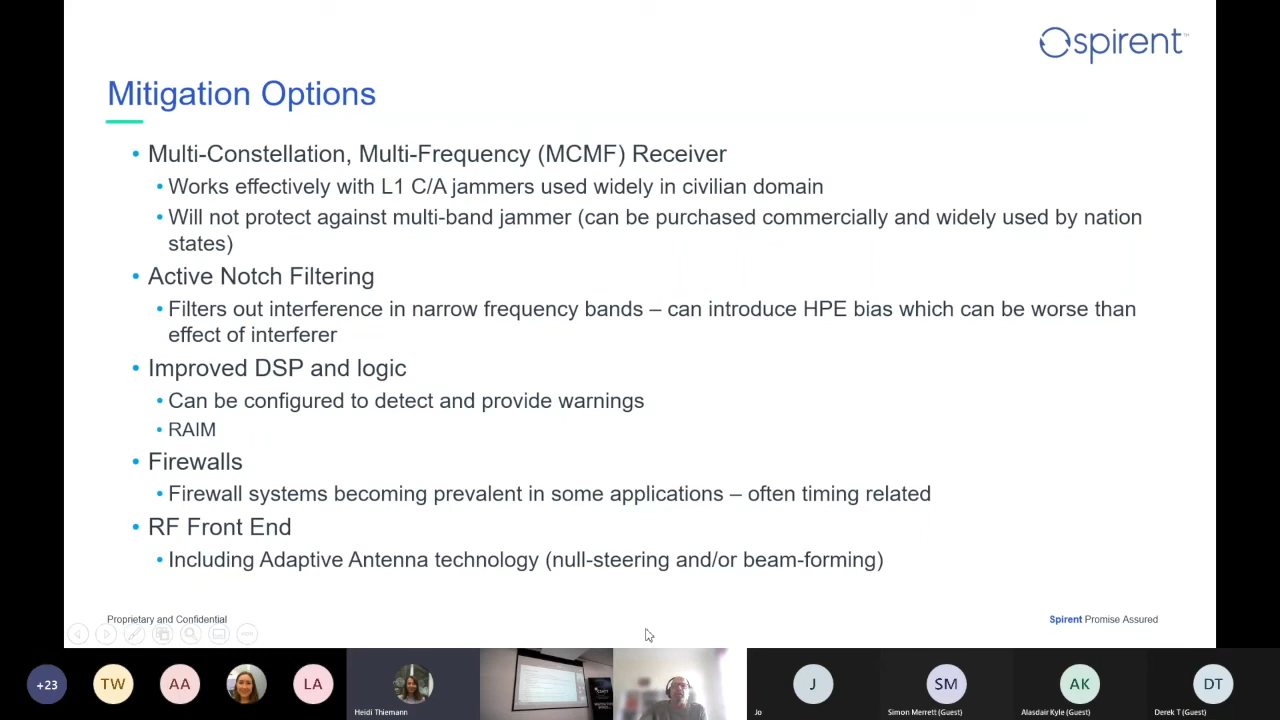 spirent™
Mitigation Options
• Multi-Constellation, Multi-Frequency (MCMF) Receiver
• Works effectively with L1 C/A jammers used widely in civilian domain
• Will not protect against multi-band jammer (can be purchased commercially and widely used by nation
states)
• Active Notch Filtering
• Filters out interference in narrow frequency bands – can introduce HPE bias which can be worse than
effect of interferer
• Improved DSP and logic
• Can be configured to detect and provide warnings
• RAIM
• Firewalls
• Firewall systems becoming prevalent in some applications – often timing related
• RF Front End
• Including Adaptive Antenna technology (null-steering and/or beam-forming)
Proprietary and Confidential
Spirent Promise Assured
+23
TW
AA
LA
Heidi Thiemann
J
Jo
SM
Simon Merrett (Guest)
AK
Alasdair Kyle (Guest)
DT
Derek T (Guest)